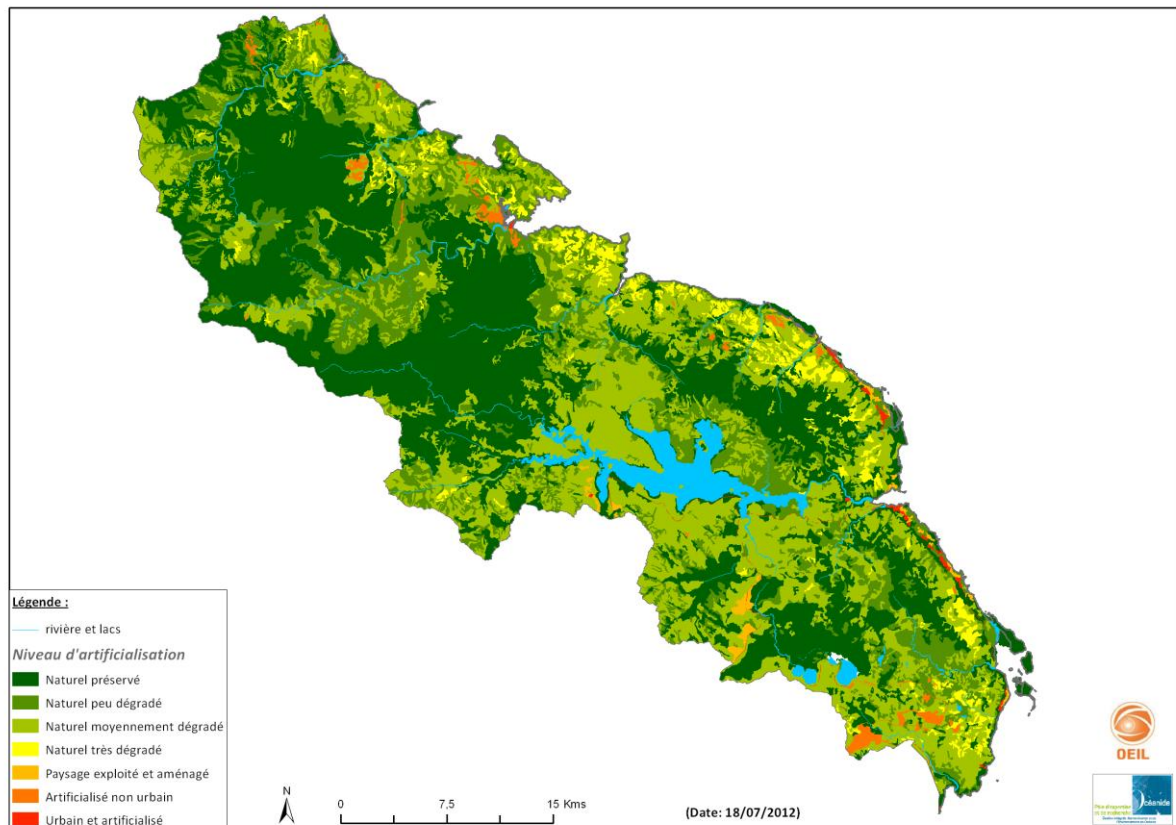 Légende :
rivière et lacs
Niveau d'artificialisation
Naturel préservé
Naturel peu dégradé
Naturel moyennement dégradé
Naturel très dégradé
Paysage exploité et aménagé
Artificialisé non urbain
Urbain et artificialisé
N
0 7,5 15 Kms
(Date: 18/07/2012)
OEIL